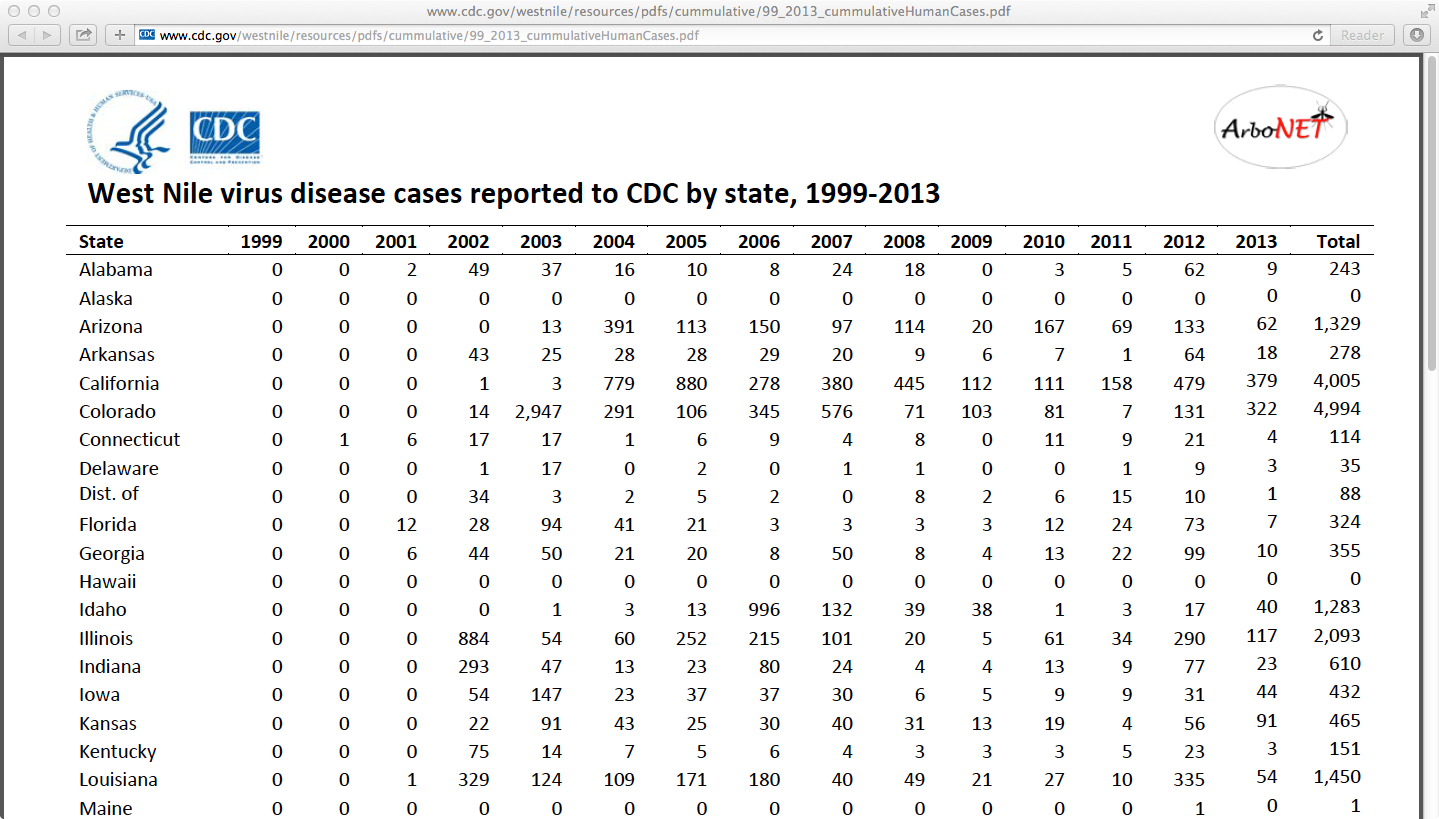 www.cdc.gov/westnile/resources/pdfs/cummulative/99_2013_cummulativeHumanCases.pdf
CDC www.cdc.gov/westnile/resources/pdfs/cummulative/99_2013_cummulativeHumanCases.pdf Reader
DEPARTMENT OF HEALTH & HUMAN SERVICES·USA
CDC
CENTERS FOR DISEASE
CONTROL AND PREVENTION
ArboNET
West Nile virus disease cases reported to CDC by state, 1999-2013
State 1999 2000 2001 2002 2003 2004 2005 2006 2007 2008 2009 2010 2011 2012 2013 Total
Alabama 0 0 2 49 37 16 10 8 24 18 0 3 5 62 9 243
Alaska 0 0 0 0 0 0 0 0 0 0 0 0 0 0 0 0
Arizona 0 0 0 0 13 391 113 150 97 114 20 167 69 133 62 1,329
Arkansas 0 0 0 43 25 28 28 29 20 9 6 7 1 64 18 278
California 0 0 0 1 3 779 880 278 380 445 112 111 158 479 379 4,005
Colorado 0 0 0 14 2,947 291 106 345 576 71 103 81 7 131 322 4,994
Connecticut 0 1 6 17 17 1 6 9 4 8 0 11 9 21 4 114
Delaware 0 0 0 1 17 0 2 0 1 1 0 0 1 9 3 35
Dist. of 0 0 0 34 3 2 5 2 0 8 2 6 15 10 1 88
Florida 0 0 12 28 94 41 21 3 3 3 3 12 24 73 7 324
Georgia 0 0 6 44 50 21 20 8 50 8 4 13 22 99 10 355
Hawaii 0 0 0 0 0 0 0 0 0 0 0 0 0 0 0 0
Idaho 0 0 0 0 1 3 13 996 132 39 38 1 3 17 40 1,283
Illinois 0 0 0 884 54 60 252 215 101 20 5 61 34 290 117 2,093
Indiana 0 0 0 293 47 13 23 80 24 4 4 13 9 77 23 610
Iowa 0 0 0 54 147 23 37 37 30 6 5 9 9 31 44 432
Kansas 0 0 0 22 91 43 25 30 40 31 13 19 4 56 91 465
Kentucky 0 0 0 75 14 7 5 6 4 3 3 3 5 23 3 151
Louisiana 0 0 1 329 124 109 171 180 40 49 21 27 10 335 54 1,450
Maine 0 0 0 0 0 0 0 0 0 0 0 0 0 1 0 1